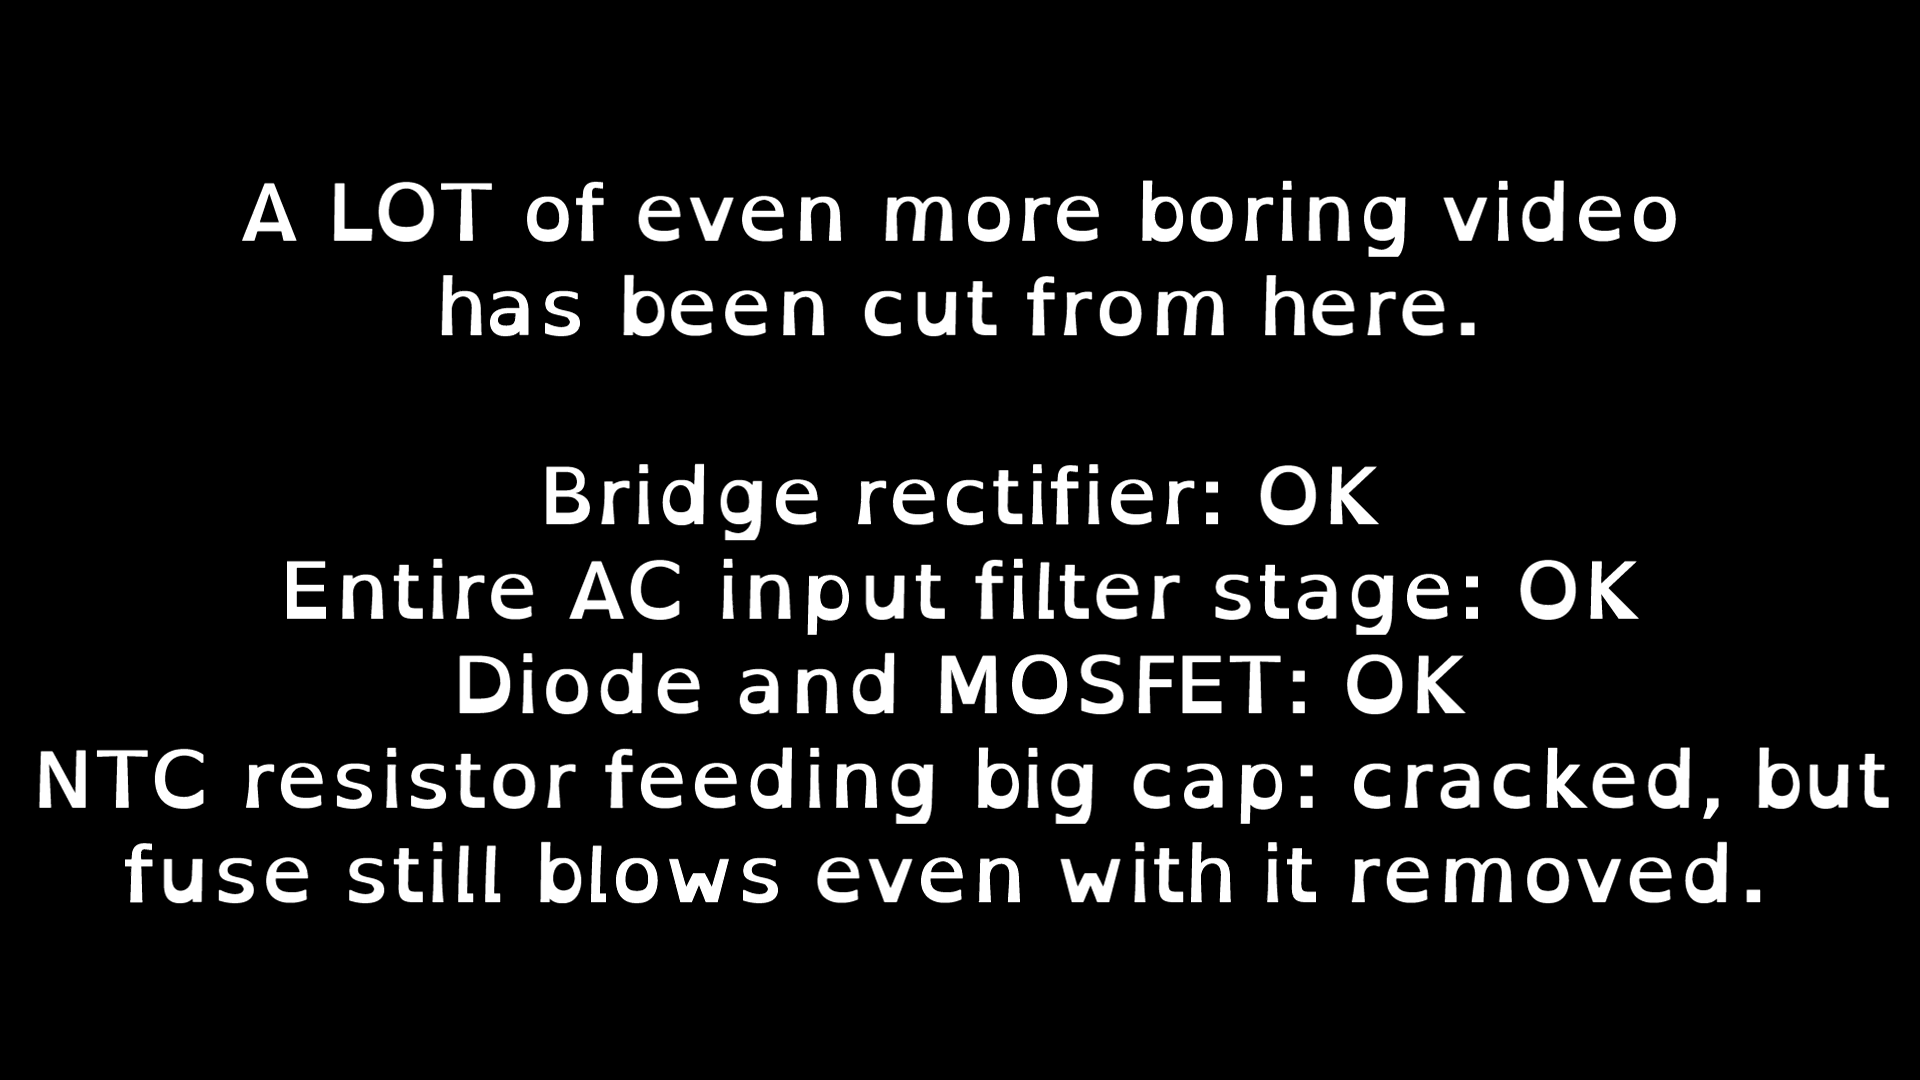 A LOT of even more boring video
has been cut from here.
Bridge rectifier: OK
Entire AC input filter stage: OK
Diode and MOSFET: OK
NTC resistor feeding big cap: cracked, but
fuse still blows even with it removed.